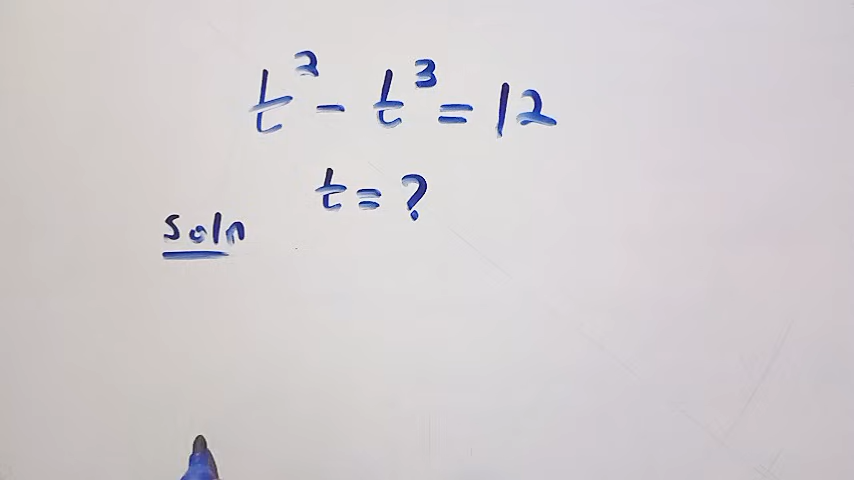 t² - t³ = 12
t = ?
Soln